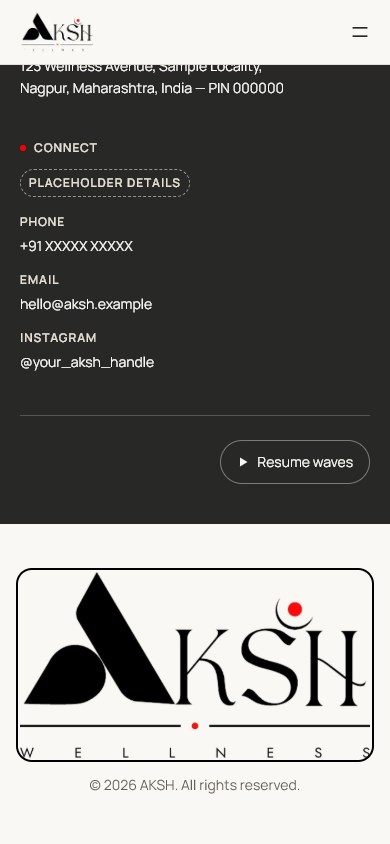 AKSH
WELLNESS
123 Wellness Avenue, Sample Locality,
Nagpur, Maharashtra, India — PIN 000000
CONNECT
PLACEHOLDER DETAILS
PHONE
+91 XXXXX XXXXX
EMAIL
hello@aksh.example
INSTAGRAM
@your_aksh_handle
Resume waves
AKSH
WELLNESS
© 2026 AKSH. All rights reserved.